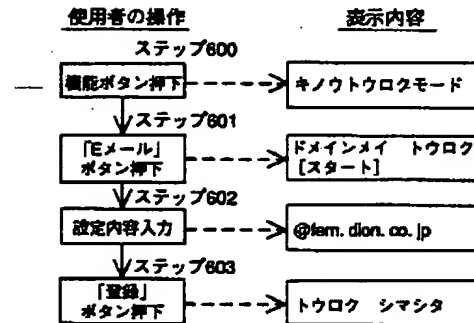 使用者の操作
表示内容
ステップ600
機能ボタン押下
キノウトウロクモード
ステップ601
「Eメール」
ボタン押下
ドメインメイ　トウロク
[スタート]
ステップ602
設定内容入力
@fem. dion. co. jp
ステップ603
「登録」
ボタン押下
トウロク　シマシタ